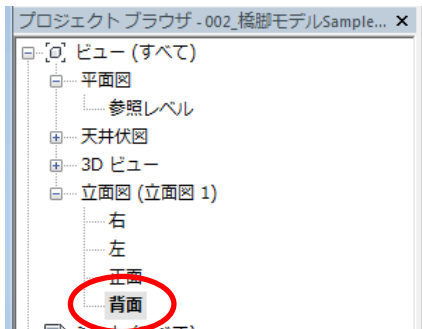 プロジェクト ブラウザ - 002_橋脚モデルSample...
ビュー (すべて)
平面図
参照レベル
天井伏図
3D ビュー
立面図 (立面図 1)
右
左
正面
背面